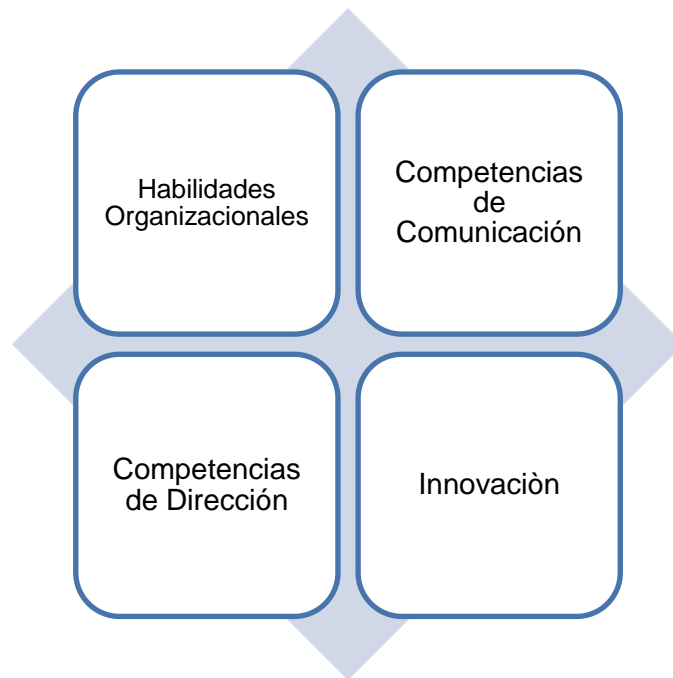 Habilidades
Organizacionales
Competencias
de
Comunicación
Competencias
de Dirección
Innovaciòn